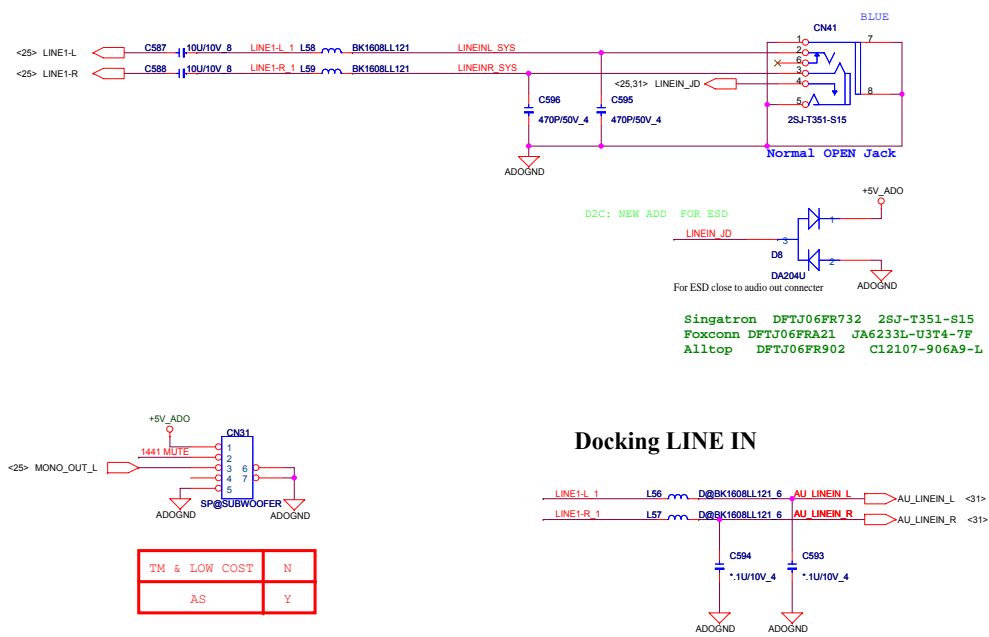 BLUE
CN41
<25> LINE1-L C587 10U/10V_8 LINE1-L_1 L58 BK1608LL121 LINEINL_SYS 1 7
2
<25> LINE1-R C588 10U/10V_8 LINE1-R_1 L59 BK1608LL121 LINEINR_SYS 6
3
<25,31> LINEIN_JD 4
8
C596 C595 5
470P/50V_4 470P/50V_4 2SJ-T351-S15
Normal OPEN Jack
ADOGND
+5V_ADO
D2C: NEW ADD FOR ESD
1
LINEIN_JD 3
D8
2
DA204U
For ESD close to audio out connecter ADOGND
Singatron DFTJ06FR732 2SJ-T351-S15
Foxconn DFTJ06FRA21 JA6233L-U3T4-7F
Alltop DFTJ06FR902 C12107-906A9-L
+5V_ADO
CN31
1441 MUTE 1
2
<25> MONO_OUT_L 3 6
4 7
5
SP@SUBWOOFER
ADOGND ADOGND
TM & LOW COST N
AS Y
Docking LINE IN
LINE1-L_1 L56 D@BK1608LL121_6 AU_LINEIN_L AU_LINEIN_L <31>
LINE1-R_1 L57 D@BK1608LL121_6 AU_LINEIN_R AU_LINEIN_R <31>
C594 C593
*.1U/10V_4 *.1U/10V_4
ADOGND ADOGND